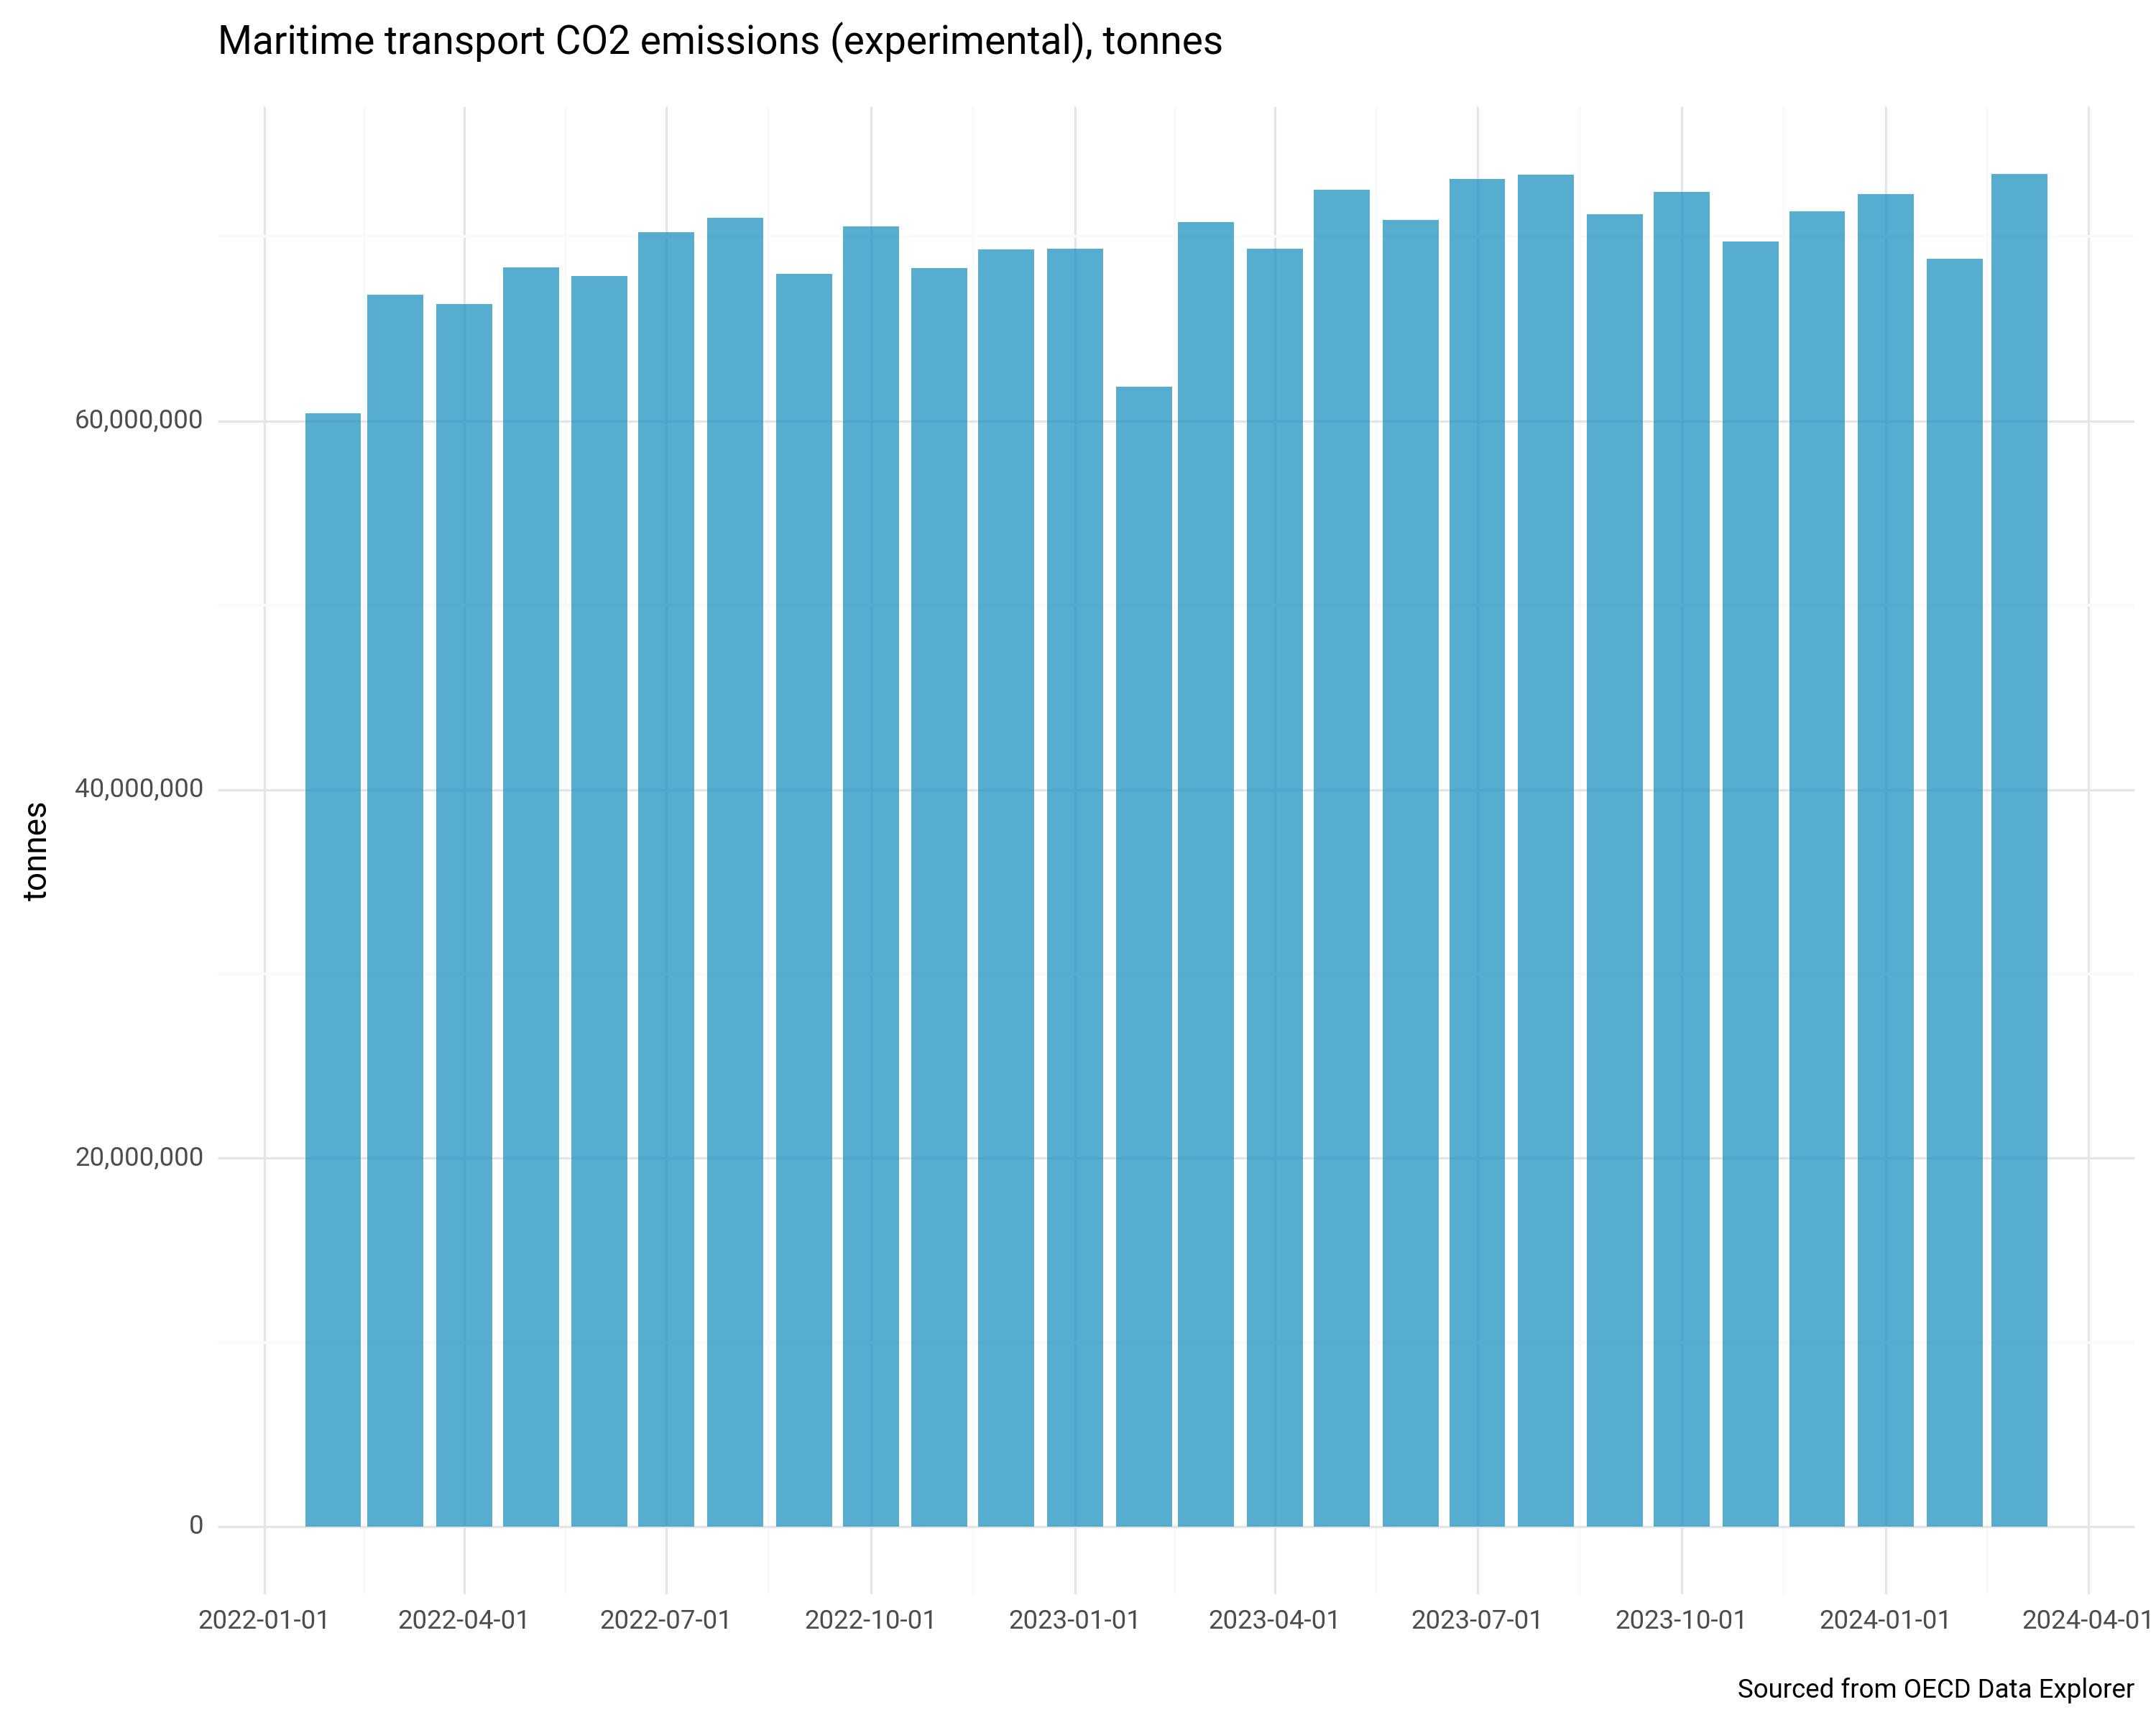 Maritime transport CO2 emissions (experimental), tonnes
tonnes
60,000,000
40,000,000
20,000,000
0
2022-01-01 2022-04-01 2022-07-01 2022-10-01 2023-01-01 2023-04-01 2023-07-01 2023-10-01 2024-01-01 2024-04-01
Sourced from OECD Data Explorer